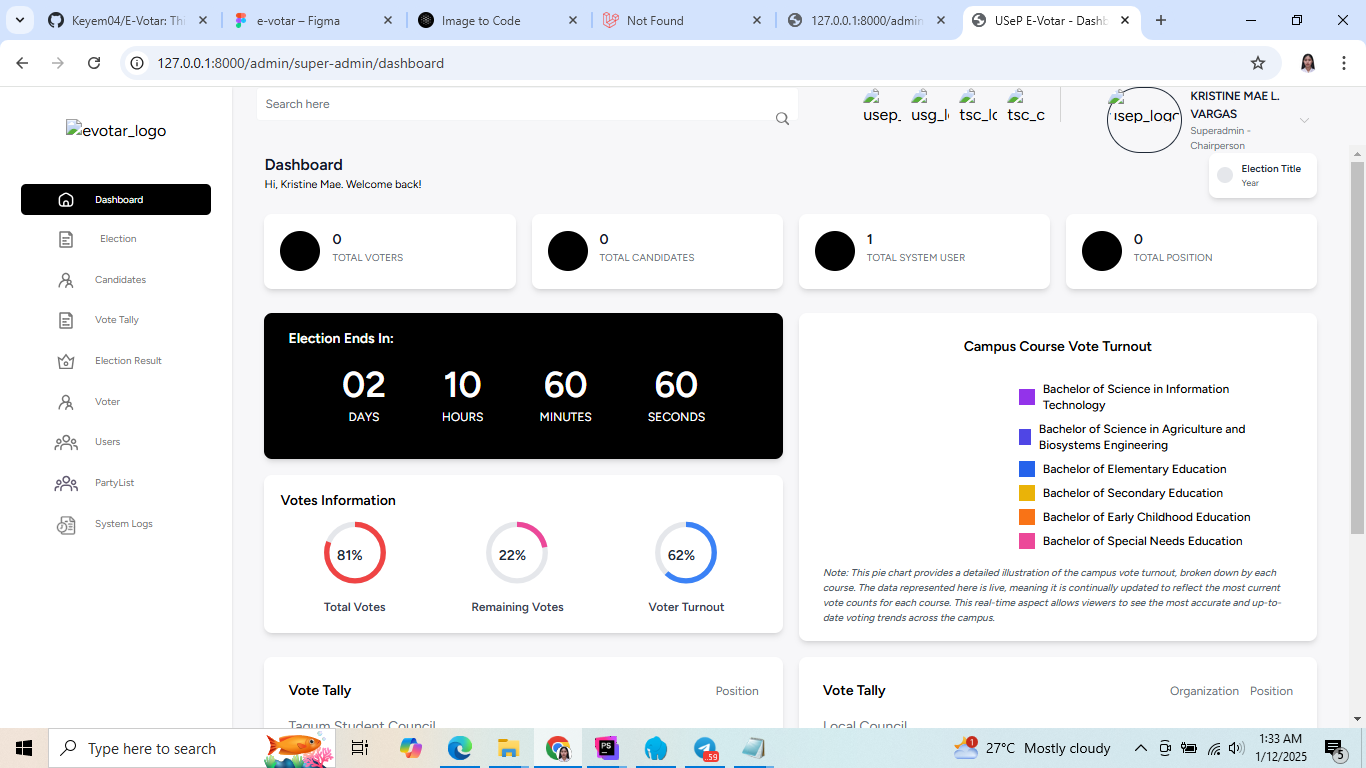 Keyem04/E-Votar: Thi
e-votar – Figma
Image to Code
Not Found
127.0.0.1:8000/admin
USeP E-Votar - Dashb
127.0.0.1:8000/admin/super-admin/dashboard
evotar_logo
Search here
usep_
usg_l
tsc_lo
tsc_c
usep_logo
KRISTINE MAE L.
VARGAS
Superadmin -
Chairperson
Dashboard
Hi, Kristine Mae. Welcome back!
Election Title
Year
Dashboard
Election
Candidates
Vote Tally
Election Result
Voter
Users
PartyList
System Logs
0
TOTAL VOTERS
0
TOTAL CANDIDATES
1
TOTAL SYSTEM USER
0
TOTAL POSITION
Election Ends In:
02 10 60 60
DAYS HOURS MINUTES SECONDS
Campus Course Vote Turnout
Bachelor of Science in Information
Technology
Bachelor of Science in Agriculture and
Biosystems Engineering
Bachelor of Elementary Education
Bachelor of Secondary Education
Bachelor of Early Childhood Education
Bachelor of Special Needs Education
Note: This pie chart provides a detailed illustration of the campus vote turnout, broken down by each
course. The data represented here is live, meaning it is continually updated to reflect the most current
vote counts for each course. This real-time aspect allows viewers to see the most accurate and up-to-
date voting trends across the campus.
Votes Information
81% 22% 62%
Total Votes Remaining Votes Voter Turnout
Vote Tally Position
Tagum Student Council
Vote Tally Organization Position
Local Council
Type here to search
PS
59
1
27°C Mostly cloudy
1:33 AM
1/12/2025
5